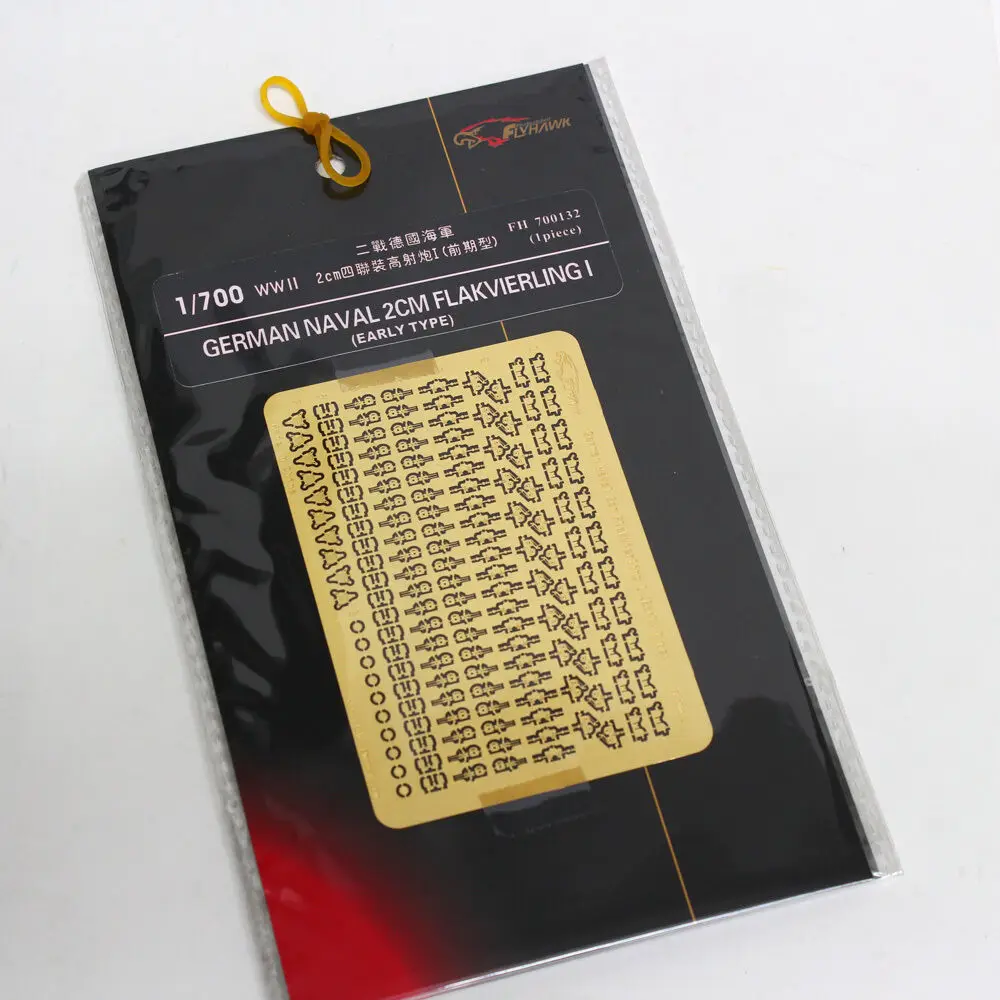 FLYHAWK
二戰德國海軍
FH 700132
1/700 WWII 2cm四聯裝高射炮I(前期型) (1piece)
GERMAN NAVAL 2CM FLAKVIERLING I
(EARLY TYPE)